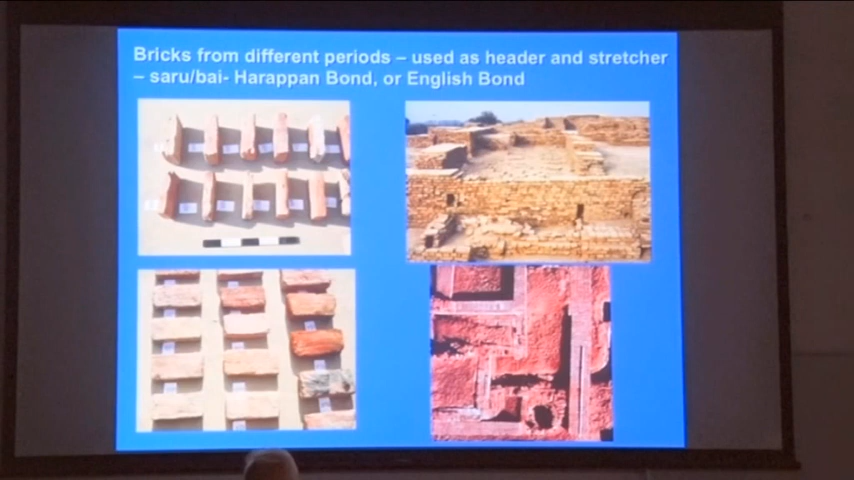 Bricks from different periods – used as header and stretcher
– saru/bai- Harappan Bond, or English Bond